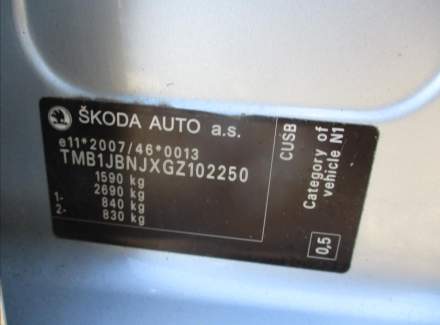 ŠKODA AUTO a.s.
e11*2007/46*0013
TMB1JBNJXGZ102250
1590 kg
2690 kg
1- 840 kg
2- 830 kg
CUSB
Category of
vehicle N1
0,5